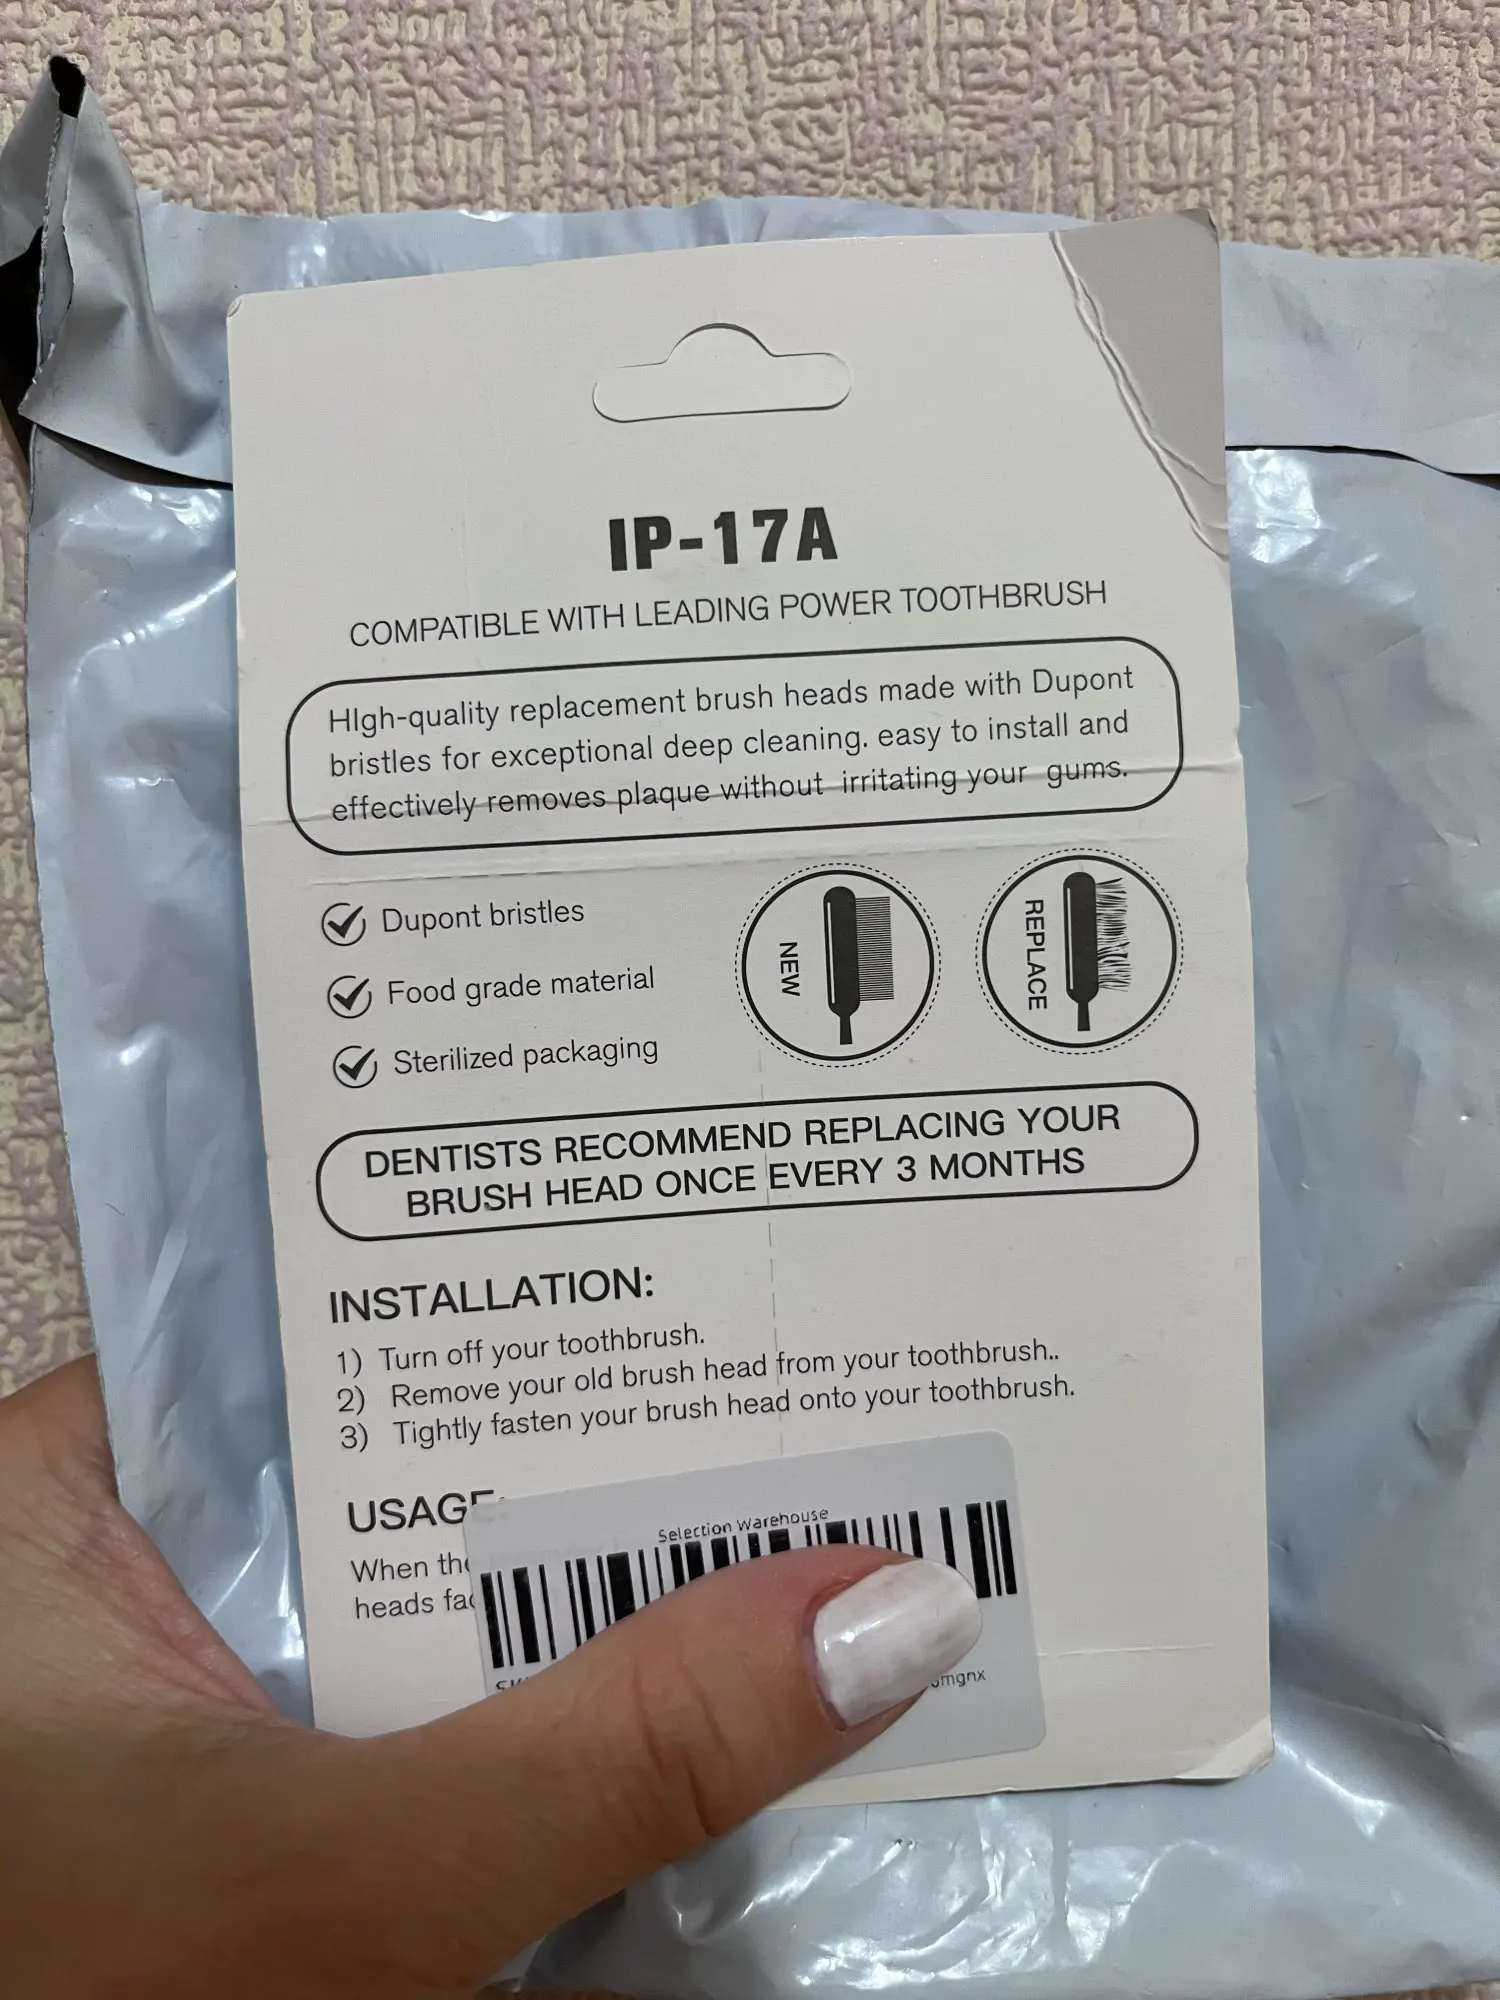 IP-17A
COMPATIBLE WITH LEADING POWER TOOTHBRUSH
HIgh-quality replacement brush heads made with Dupont
bristles for exceptional deep cleaning. easy to install and
effectively removes plaque without irritating your gums.
Dupont bristles
Food grade material
Sterilized packaging
NEW
REPLACE
DENTISTS RECOMMEND REPLACING YOUR
BRUSH HEAD ONCE EVERY 3 MONTHS
INSTALLATION:
1) Turn off your toothbrush.
2) Remove your old brush head from your toothbrush..
3) Tightly fasten your brush head onto your toothbrush.
USAGE:
When the
heads
Selection Warehouse